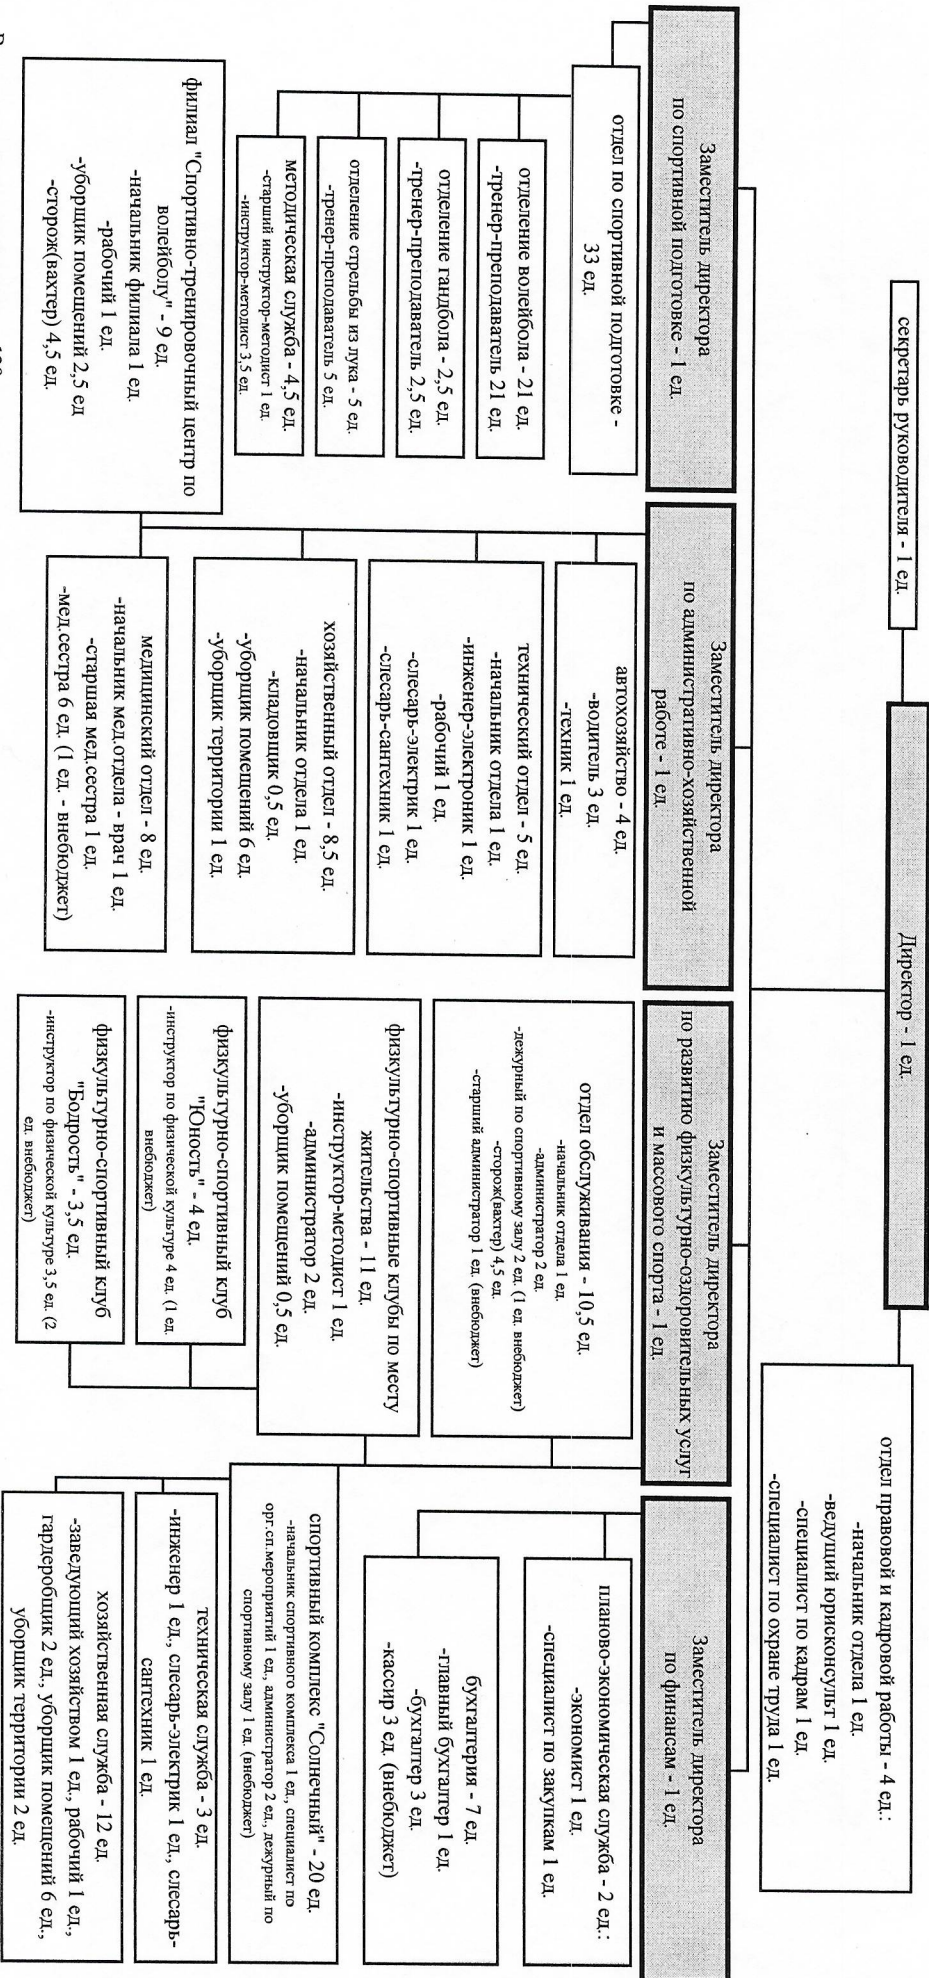 секретарь руководителя - 1 ед.
Директор - 1 ед.
отдел правовой и кадровой работы - 4 ед.:
-начальник отдела 1 ед.
-ведущий юрисконсульт 1 ед.
-специалист по кадрам 1 ед.
-специалист по охране труда 1 ед.
Заместитель директора
по спортивной подготовке - 1 ед.
отдел по спортивной подготовке -
33 ед.
отделение волейбола - 21 ед.
-тренер-преподаватель 21 ед.
отделение гандбола - 2,5 ед.
-тренер-преподаватель 2,5 ед.
отделение стрельбы из лука - 5 ед.
-тренер-преподаватель 5 ед.
методическая служба - 4,5 ед.
-старший инструктор-методист 1 ед.
-инструктор-методист 3,5 ед.
филиал "Спортивно-тренировочный центр по
волейболу" - 9 ед.
-начальник филиала 1 ед.
-рабочий 1 ед.
-уборщик помещений 2,5 ед
-сторож(вахтер) 4,5 ед.
Заместитель директора
по административно-хозяйственной
работе - 1 ед.
автохозяйство - 4 ед.
-водитель 3 ед.
-техник 1 ед.
технический отдел - 5 ед.
-начальник отдела 1 ед.
-инженер-электроник 1 ед.
-рабочий 1 ед.
-слесарь-электрик 1 ед.
-слесарь-сантехник 1 ед.
хозяйственный отдел - 8,5 ед.
-начальник отдела 1 ед.
-кладовщик 0,5 ед.
-уборщик помещений 6 ед.
-уборщик территории 1 ед.
медицинский отдел - 8 ед.
-начальник мед.отдела - врач 1 ед.
-старшая мед.сестра 1 ед.
-мед.сестра 6 ед. (1 ед. - внебюджет)
Заместитель директора
по развитию физкультурно-оздоровительных услуг
и массового спорта - 1 ед.
отдел обслуживания - 10,5 ед.
-начальник отдела 1 ед.
-администратор 2 ед.
-дежурный по спортивному залу 2 ед. (1 ед. внебюджет)
-сторож(вахтер) 4,5 ед.
-старший администратор 1 ед. (внебюджет)
физкультурно-спортивные клубы по месту
жительства - 11 ед.
-инструктор-методист 1 ед.
-администратор 2 ед.
-уборщик помещений 0,5 ед.
физкультурно-спортивный клуб
"Юность" - 4 ед.
-инструктор по физической культуре 4 ед. (1 ед.
внебюджет)
физкультурно-спортивный клуб
"Бодрость" - 3,5 ед.
-инструктор по физической культуре 3,5 ед. (2
ед. внебюджет)
Заместитель директора
по финансам - 1 ед.
планово-экономическая служба - 2 ед.:
-экономист 1 ед.
-специалист по закупкам 1 ед.
бухгалтерия - 7 ед.
-главный бухгалтер 1 ед.
-бухгалтер 3 ед.
-кассир 3 ед. (внебюджет)
спортивный комплекс "Солнечный" - 20 ед.
-начальник спортивного комплекса 1 ед., специалист по
орг.сп.мероприятий 1 ед., администратор 2 ед., дежурный по
спортивному залу 1 ед. (внебюджет)
техническая служба - 3 ед.
-инженер 1 ед., слесарь-электрик 1 ед., слесарь-
сантехник 1 ед.
хозяйственная служба - 12 ед.
-заведующий хозяйством 1 ед., рабочий 1 ед.,
гардеробщик 2 ед., уборщик помещений 6 ед.,
уборщик территории 2 ед.